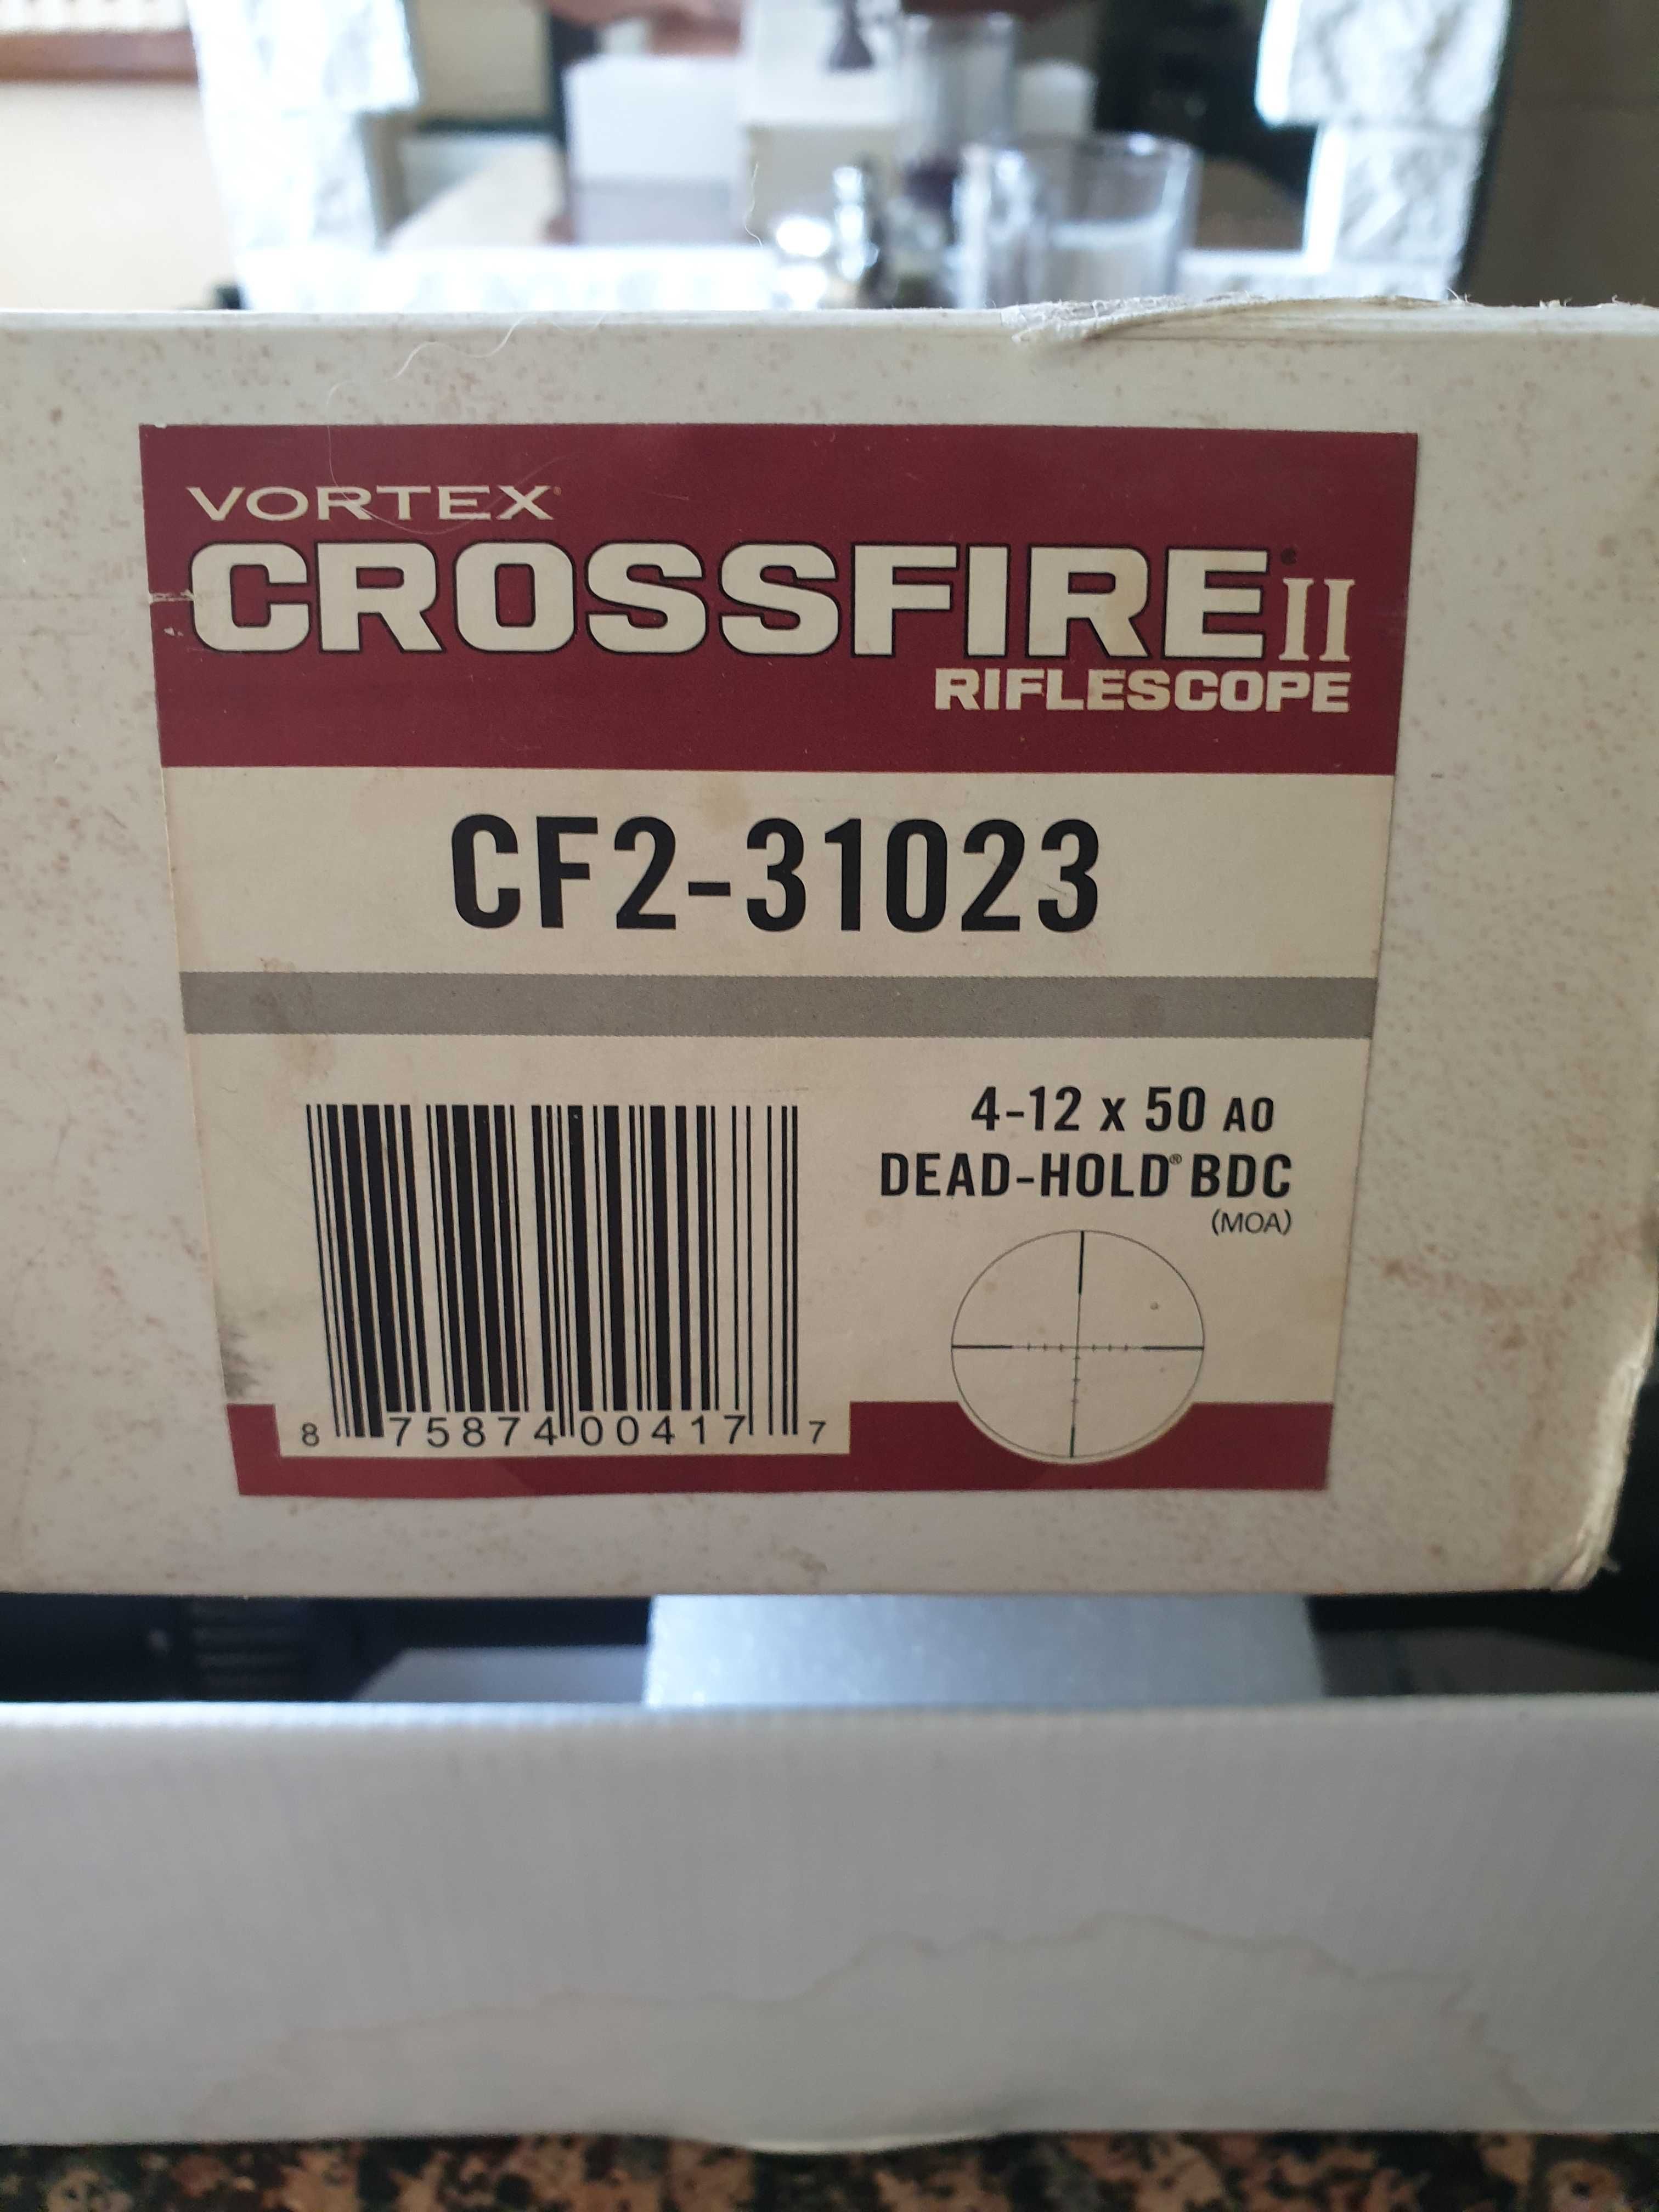 VORTEX
CROSSFIRE® II
RIFLESCOPE
CF2-31023
4-12 x 50 AO
DEAD-HOLD® BDC
(MOA)
8 75874 00417 7